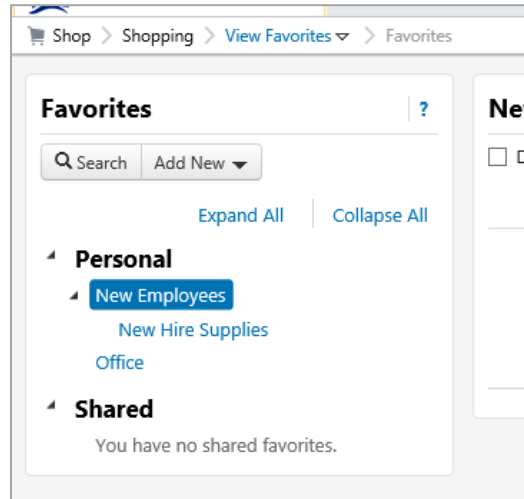 Shop > Shopping > View Favorites > Favorites
Favorites ?
Search Add New
Expand All Collapse All
Personal
New Employees
New Hire Supplies
Office
Shared
You have no shared favorites.